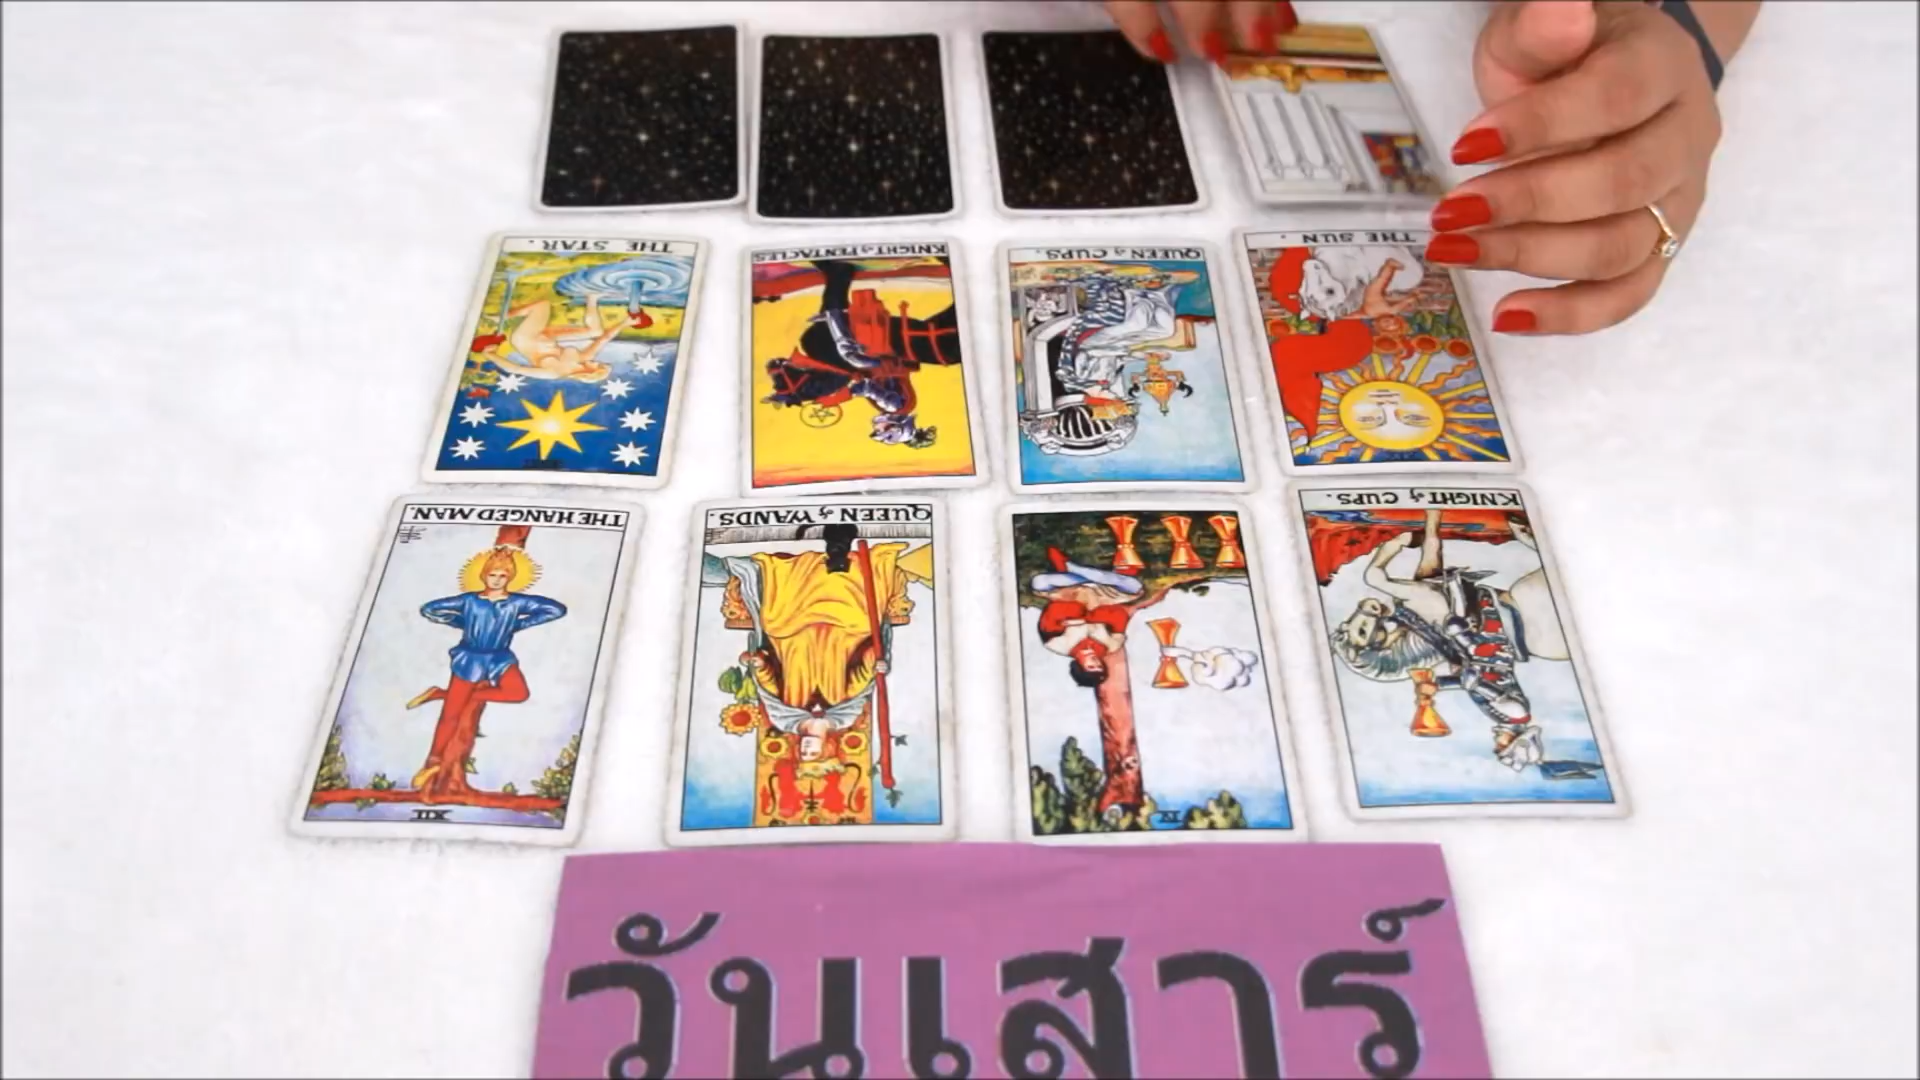 THE STAR.
KNIGHT of PENTACLES
QUEEN of CUPS.
THE SUN.
THE HANGED MAN.
QUEEN of WANDS.
KNIGHT of CUPS.
XII
IV
วันเสาร์